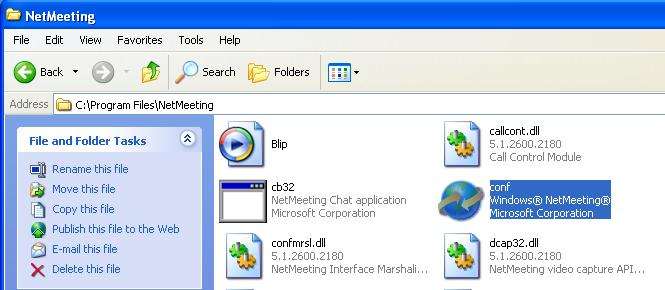 NetMeeting
File Edit View Favorites Tools Help
Back Search Folders
Address C:\Program Files\NetMeeting
File and Folder Tasks
Rename this file
Move this file
Copy this file
Publish this file to the Web
E-mail this file
Delete this file
Blip
callcont.dll
5.1.2600.2180
Call Control Module
cb32
NetMeeting Chat application
Microsoft Corporation
conf
Windows® NetMeeting®
Microsoft Corporation
confmrsl.dll
5.1.2600.2180
NetMeeting Interface Marshali...
dcap32.dll
5.1.2600.2180
NetMeeting video capture API...